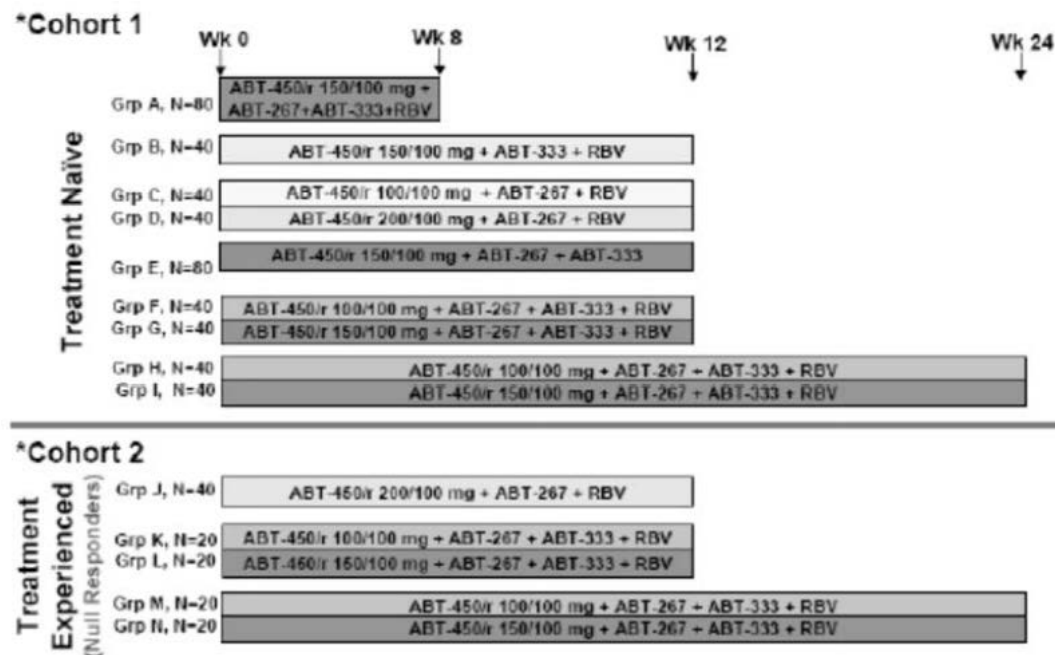 *Cohort 1
Wk 0
Wk 8
Wk 12
Wk 24
Treatment Naïve
Grp A, N=80
ABT-450/r 150/100 mg +
ABT-267+ABT-333+RBV
Grp B, N=40
ABT-450/r 150/100 mg + ABT-333 + RBV
Grp C, N=40
ABT-450/r 100/100 mg + ABT-267 + RBV
Grp D, N=40
ABT-450/r 200/100 mg + ABT-267 + RBV
Grp E, N=80
ABT-450/r 150/100 mg + ABT-267 + ABT-333
Grp F, N=40
ABT-450/r 100/100 mg + ABT-267 + ABT-333 + RBV
Grp G, N=40
ABT-450/r 150/100 mg + ABT-267 + ABT-333 + RBV
Grp H, N=40
ABT-450/r 100/100 mg + ABT-267 + ABT-333 + RBV
Grp I, N=40
ABT-450/r 150/100 mg + ABT-267 + ABT-333 + RBV
*Cohort 2
Treatment
Experienced
(Null Responders)
Grp J, N=40
ABT-450/r 200/100 mg + ABT-267 + RBV
Grp K, N=20
ABT-450/r 100/100 mg + ABT-267 + ABT-333 + RBV
Grp L, N=20
ABT-450/r 150/100 mg + ABT-267 + ABT-333 + RBV
Grp M, N=20
ABT-450/r 100/100 mg + ABT-267 + ABT-333 + RBV
Grp N, N=20
ABT-450/r 150/100 mg + ABT-267 + ABT-333 + RBV